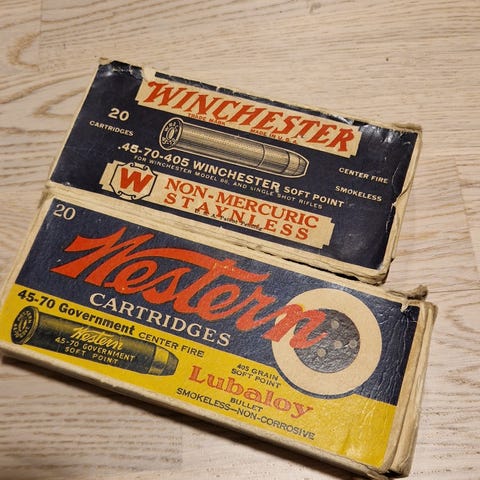 WINCHESTER
TRADE MARK MADE IN U.S.A.
20
CARTRIDGES
.45-70-405 WINCHESTER SOFT POINT
FOR WINCHESTER MODEL 86, AND SINGLE SHOT RIFLES
CENTER FIRE
SMOKELESS
W
NON-MERCURIC
STAYNLESS
20
Western
CARTRIDGES
45-70 Government CENTER FIRE
Western
45-70 GOVERNMENT
SOFT POINT
405 GRAIN
SOFT POINT
Lubaloy
BULLET
SMOKELESS—NON-CORROSIVE